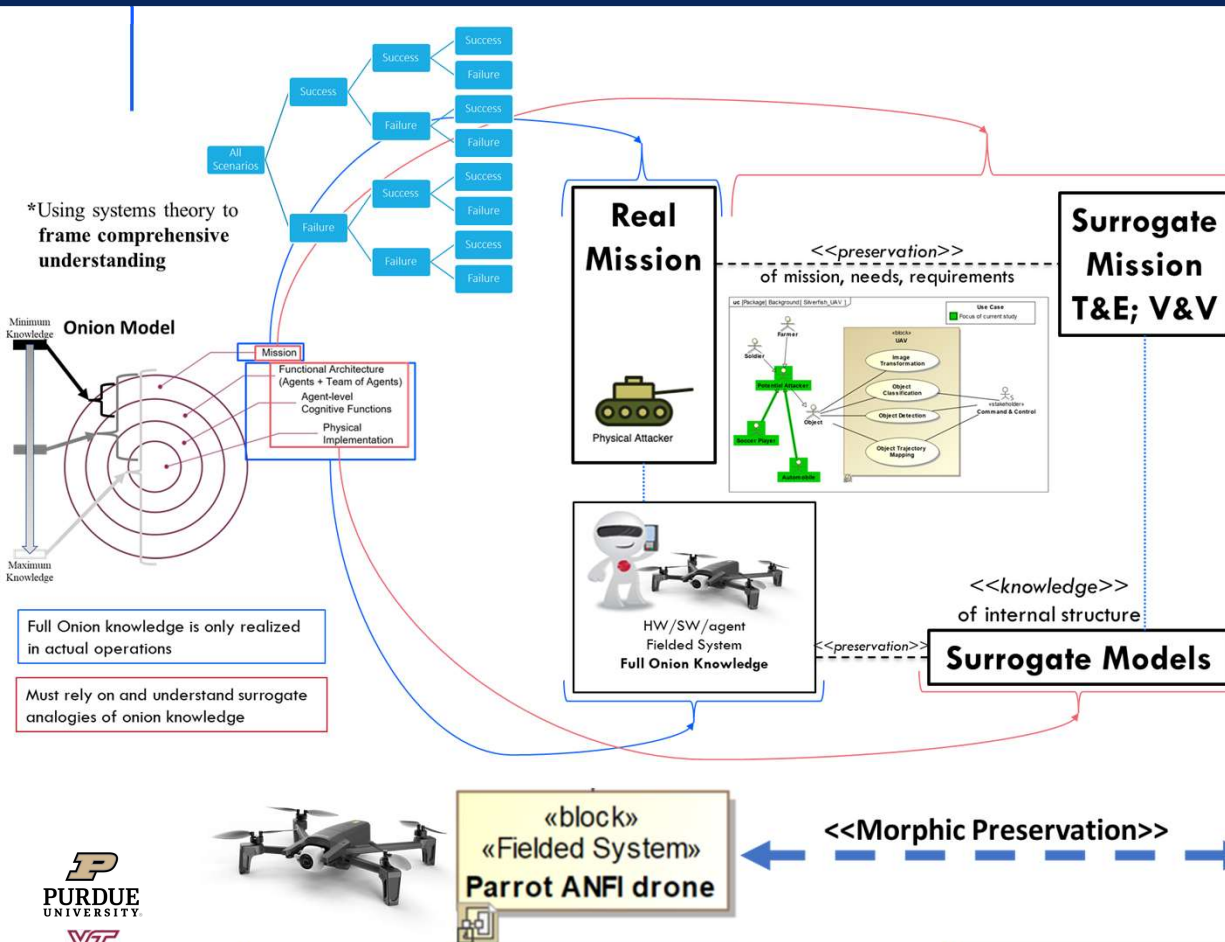 Success
Success
Failure
Success
Success
Failure
Failure
All
Scenarios
Success
Success
Failure
Failure
Success
Failure
Failure
*Using systems theory to
frame comprehensive
understanding
Minimum
Knowledge
Onion Model
Mission
Functional Architecture
(Agents + Team of Agents)
Agent-level
Cognitive Functions
Physical
Implementation
Maximum
Knowledge
Full Onion knowledge is only realized
in actual operations
Must rely on and understand surrogate
analogies of onion knowledge
Real
Mission
Physical Attacker
<<preservation>>
of mission, needs, requirements
Surrogate
Mission
T&E; V&V
uc [Package] Background[ Silverfish_UAV ]
Use Case
Focus of current study
Farmer
Soldier
Potential Attacker
Object
Soccer Player
Automobile
«block»
UAV
Image
Transformation
Object
Classification
Object Detection
Object Trajectory
Mapping
«stakeholder»
Command & Control
HW/SW/agent
Fielded System
Full Onion Knowledge
<<preservation>>
<<knowledge>>
of internal structure
Surrogate Models
«block»
«Fielded System»
Parrot ANFI drone
<<Morphic Preservation>>
P
PURDUE
UNIVERSITY®